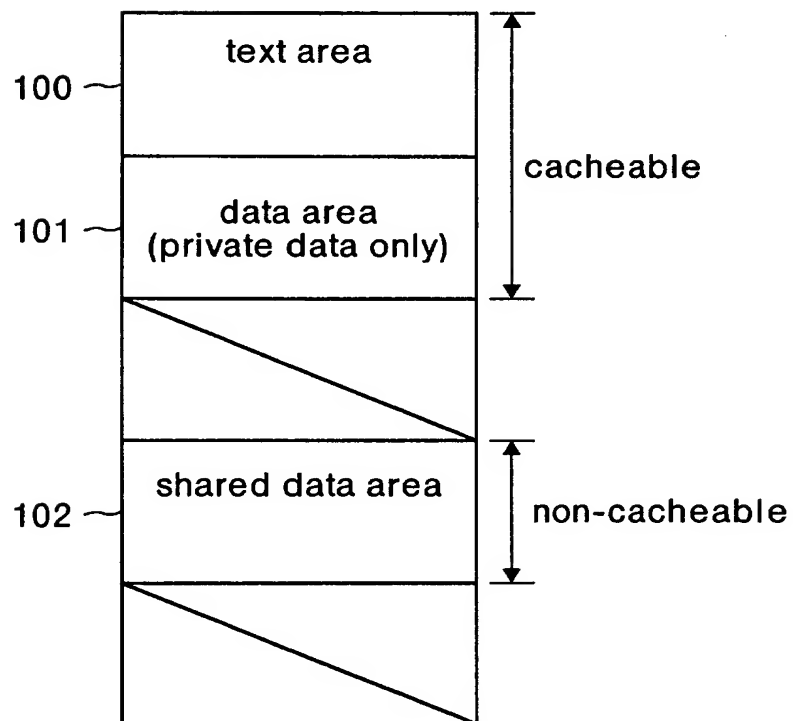 text area
100
cacheable
data area
101
(private data only)
shared data area
102
non-cacheable